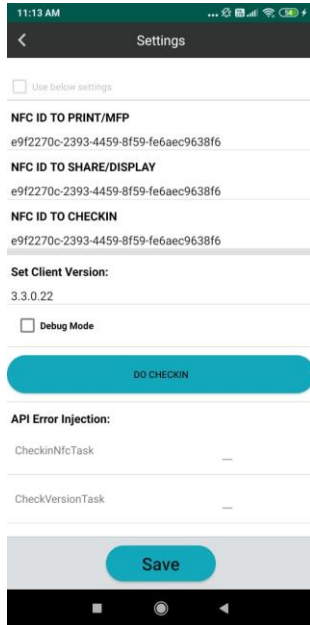 11:13 AM
... 58
Settings
Use below settings
NFC ID TO PRINT/MFP
e9f2270c-2393-4459-8f59-fe6aec9638f6
NFC ID TO SHARE/DISPLAY
e9f2270c-2393-4459-8f59-fe6aec9638f6
NFC ID TO CHECKIN
e9f2270c-2393-4459-8f59-fe6aec9638f6
Set Client Version:
3.3.0.22
Debug Mode
DO CHECKIN
API Error Injection:
CheckinNfcTask
CheckVersionTask
Save